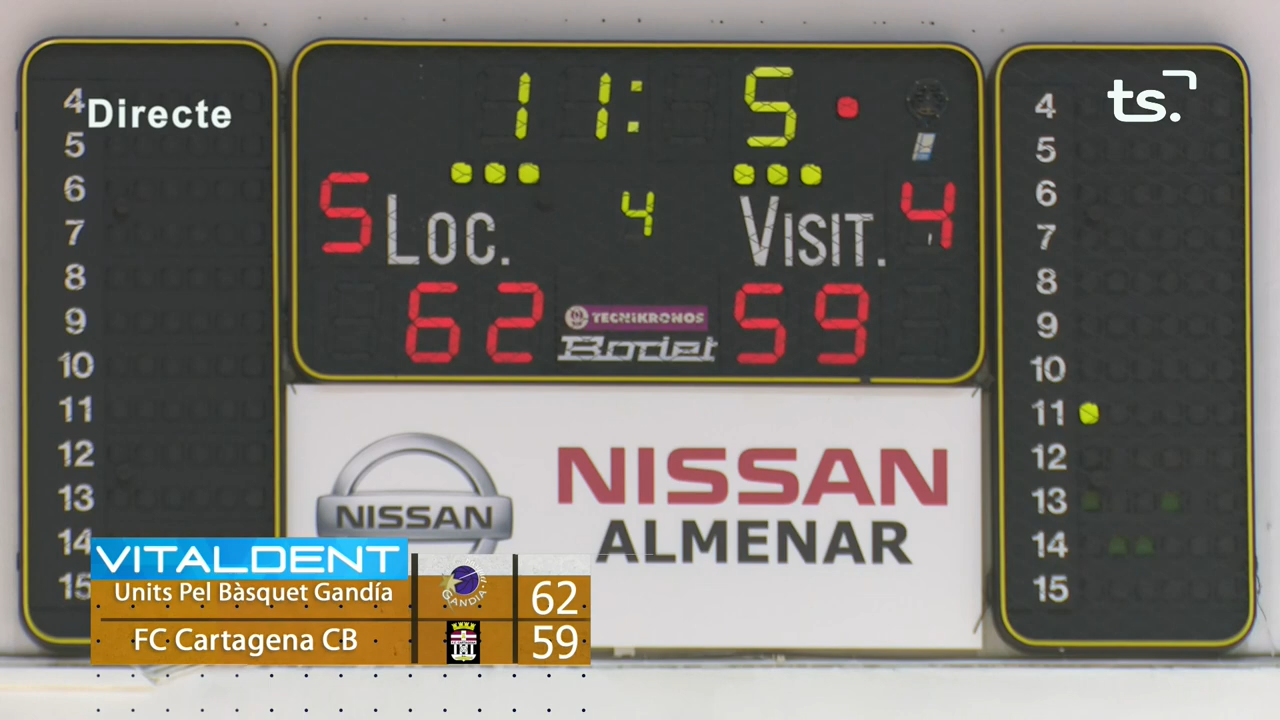 11: 5
5 LOC. 4 VISIT. 4
62 TECNIKRONOS 59
Bodet
4
5
6
7
8
9
10
11
12
13
14
15
4
5
6
7
8
9
10
11
12
13
14
15
Directe
ts.
NISSAN
NISSAN
ALMENAR
VITALDENT
Units Pel Bàsquet Gandía GANDIA 62
FC Cartagena CB 59